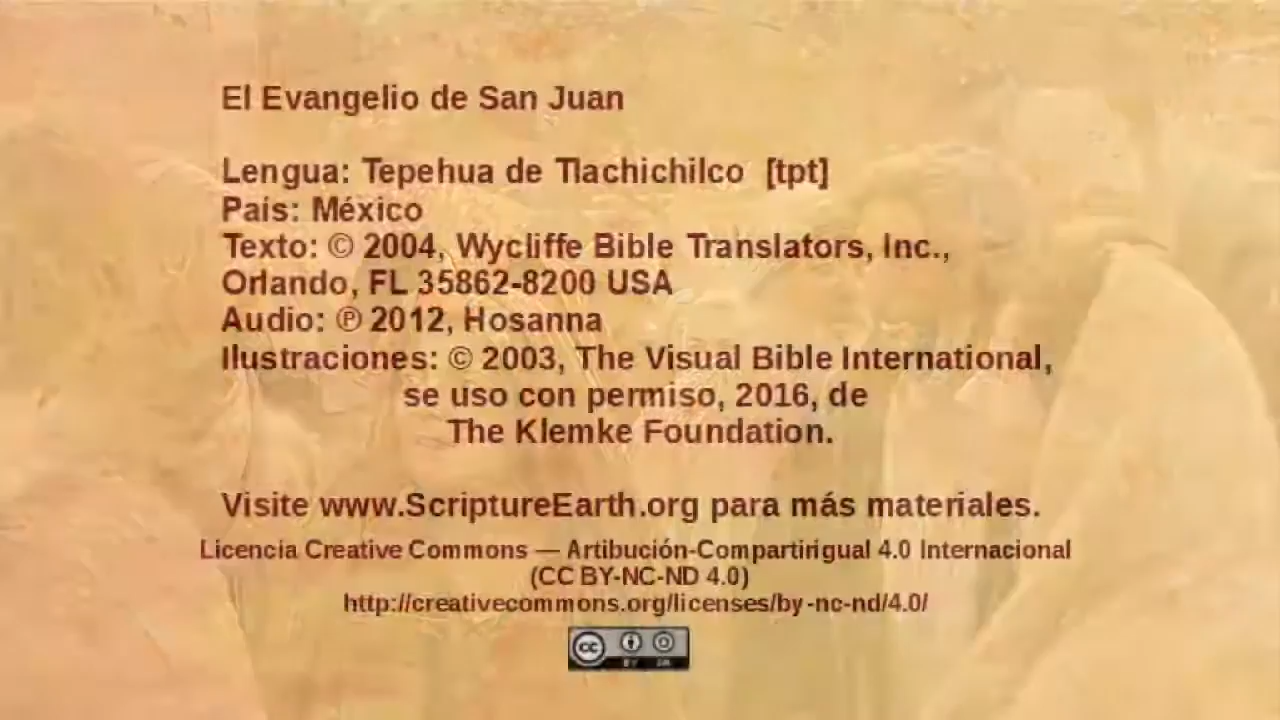 El Evangelio de San Juan
Lengua: Tepehua de Tlachichilco [tpt]
País: México
Texto: © 2004, Wycliffe Bible Translators, Inc.,
Orlando, FL 35862-8200 USA
Audio: ℗ 2012, Hosanna
Ilustraciones: © 2003, The Visual Bible International,
se uso con permiso, 2016, de
The Klemke Foundation.
Visite www.ScriptureEarth.org para más materiales.
Licencia Creative Commons — Artibución-CompartirIgual 4.0 Internacional
(CC BY-NC-ND 4.0)
http://creativecommons.org/licenses/by-nc-nd/4.0/
cc BY SA